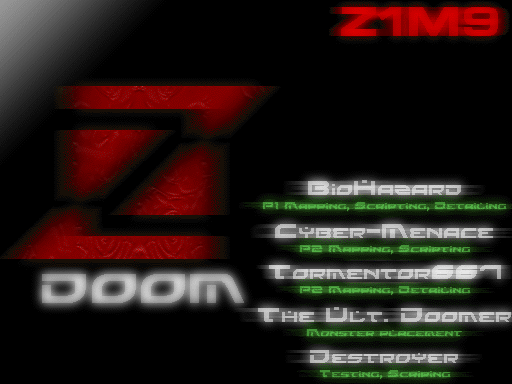 Z1M9
Z
DOOM
BioHazard
P1 Mapping, Scripting, Detailing
Cyber-Menace
P2 Mapping, Scripting
Tormentor667
P2 Mapping, Detailing
The Ult. Doomer
Monster placement
Destroyer
Testing, Scriping